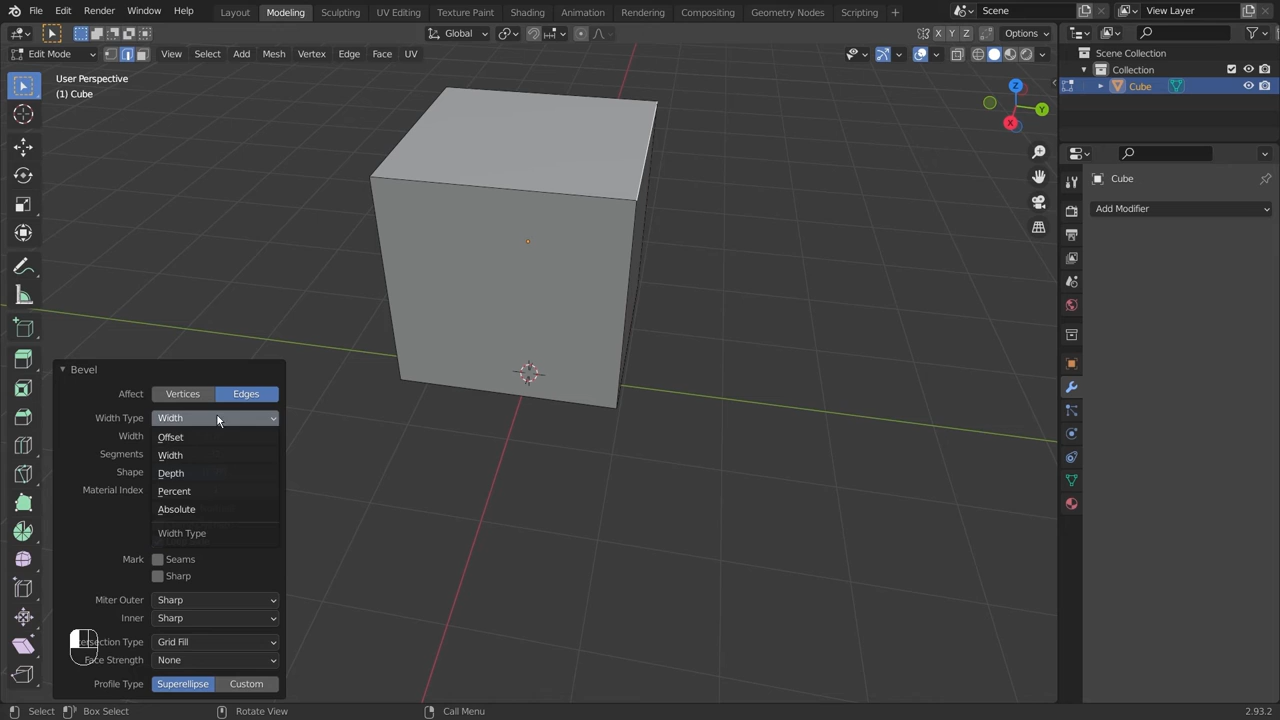 File Edit Render Window Help Layout Modeling Sculpting UV Editing Texture Paint Shading Animation Rendering Compositing Geometry Nodes Scripting + Scene View Layer
Global X Y Z Options
Edit Mode View Select Add Mesh Vertex Edge Face UV
Scene Collection
Collection
Cube
User Perspective
(1) Cube
Z
Y
X
Cube
Add Modifier
Bevel
Affect Vertices Edges
Width Type Width
Width Offset
Segments Width
Shape Depth
Material Index Percent
Absolute
Width Type
Mark Seams
Sharp
Miter Outer Sharp
Inner Sharp
ersection Type Grid Fill
Face Strength None
Profile Type Superellipse Custom
Select Box Select Rotate View Call Menu 2.93.2